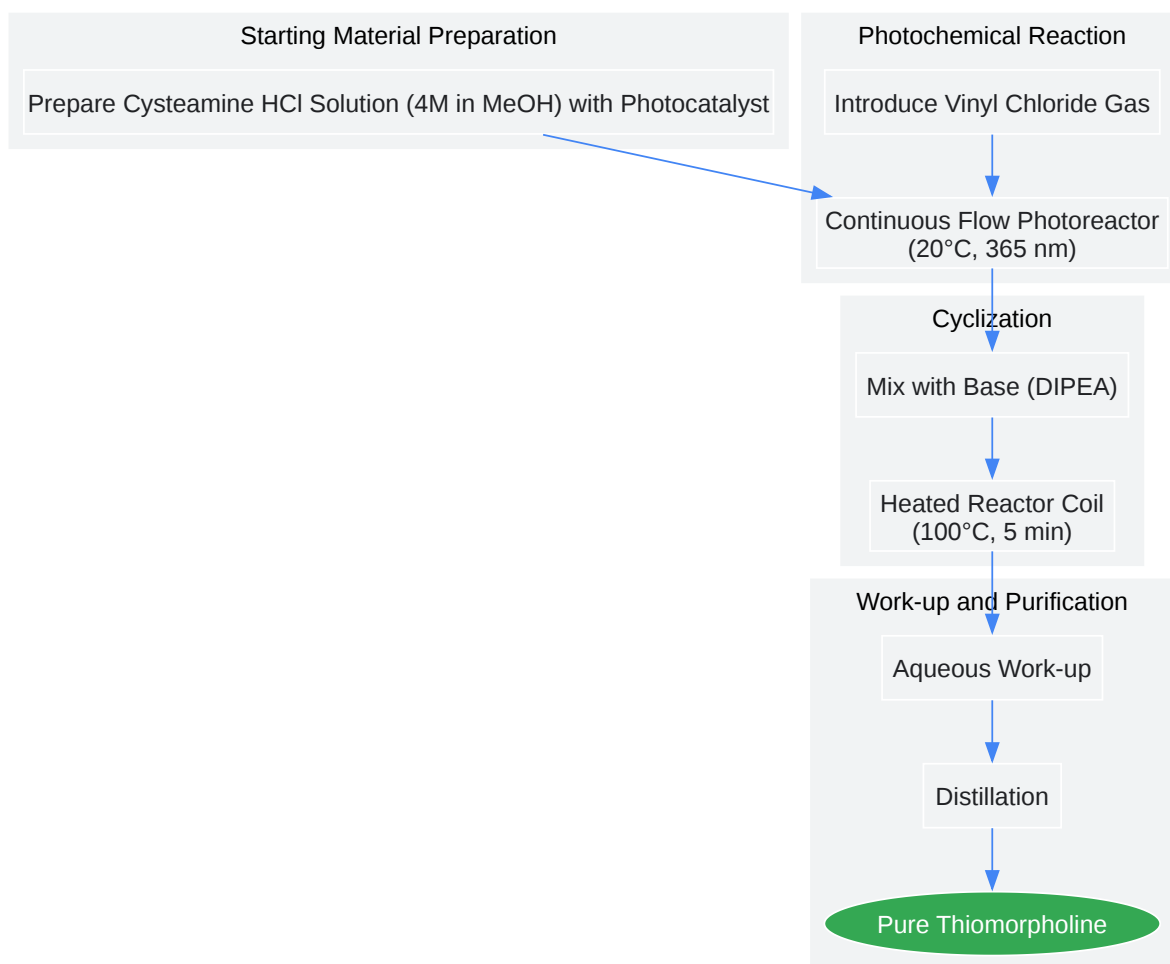 Starting Material Preparation
Prepare Cysteamine HCl Solution (4M in MeOH) with Photocatalyst
Photochemical Reaction
Introduce Vinyl Chloride Gas
Continuous Flow Photoreactor
(20°C, 365 nm)
Cyclization
Mix with Base (DIPEA)
Heated Reactor Coil
(100°C, 5 min)
Work-up and Purification
Aqueous Work-up
Distillation
Pure Thiomorpholine